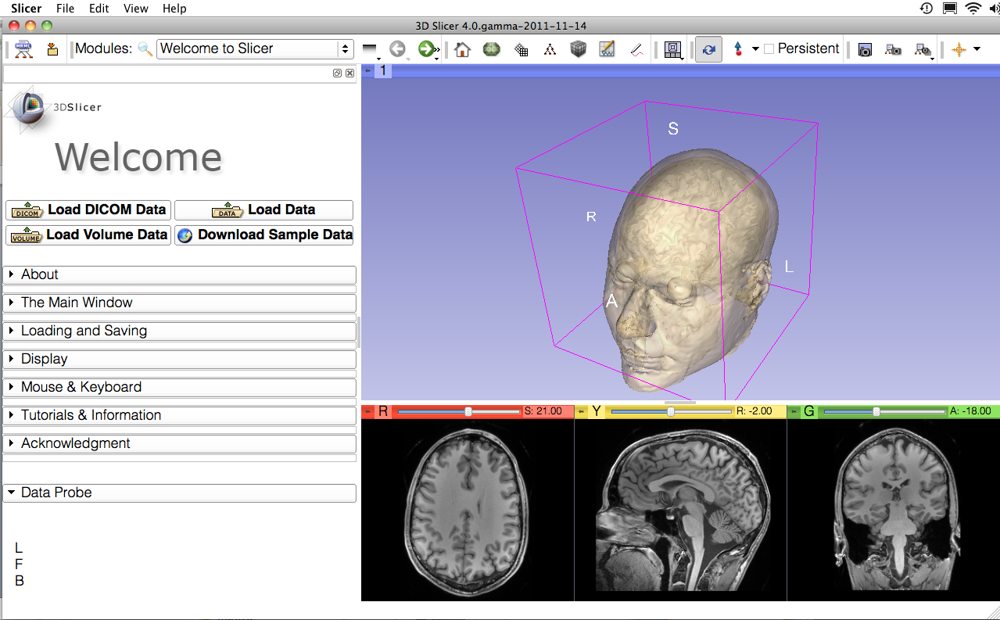 Slicer File Edit View Help
3D Slicer 4.0.gamma-2011-11-14
MRML Modules: Welcome to Slicer Persistent
1
3DSlicer
Welcome
DICOM Load DICOM Data
DATA Load Data
VOLUME Load Volume Data
Download Sample Data
About
The Main Window
Loading and Saving
Display
Mouse & Keyboard
Tutorials & Information
Acknowledgment
Data Probe
L
F
B
S
R
L
A
R S: 21.00
Y R: -2.00
G A: -18.00